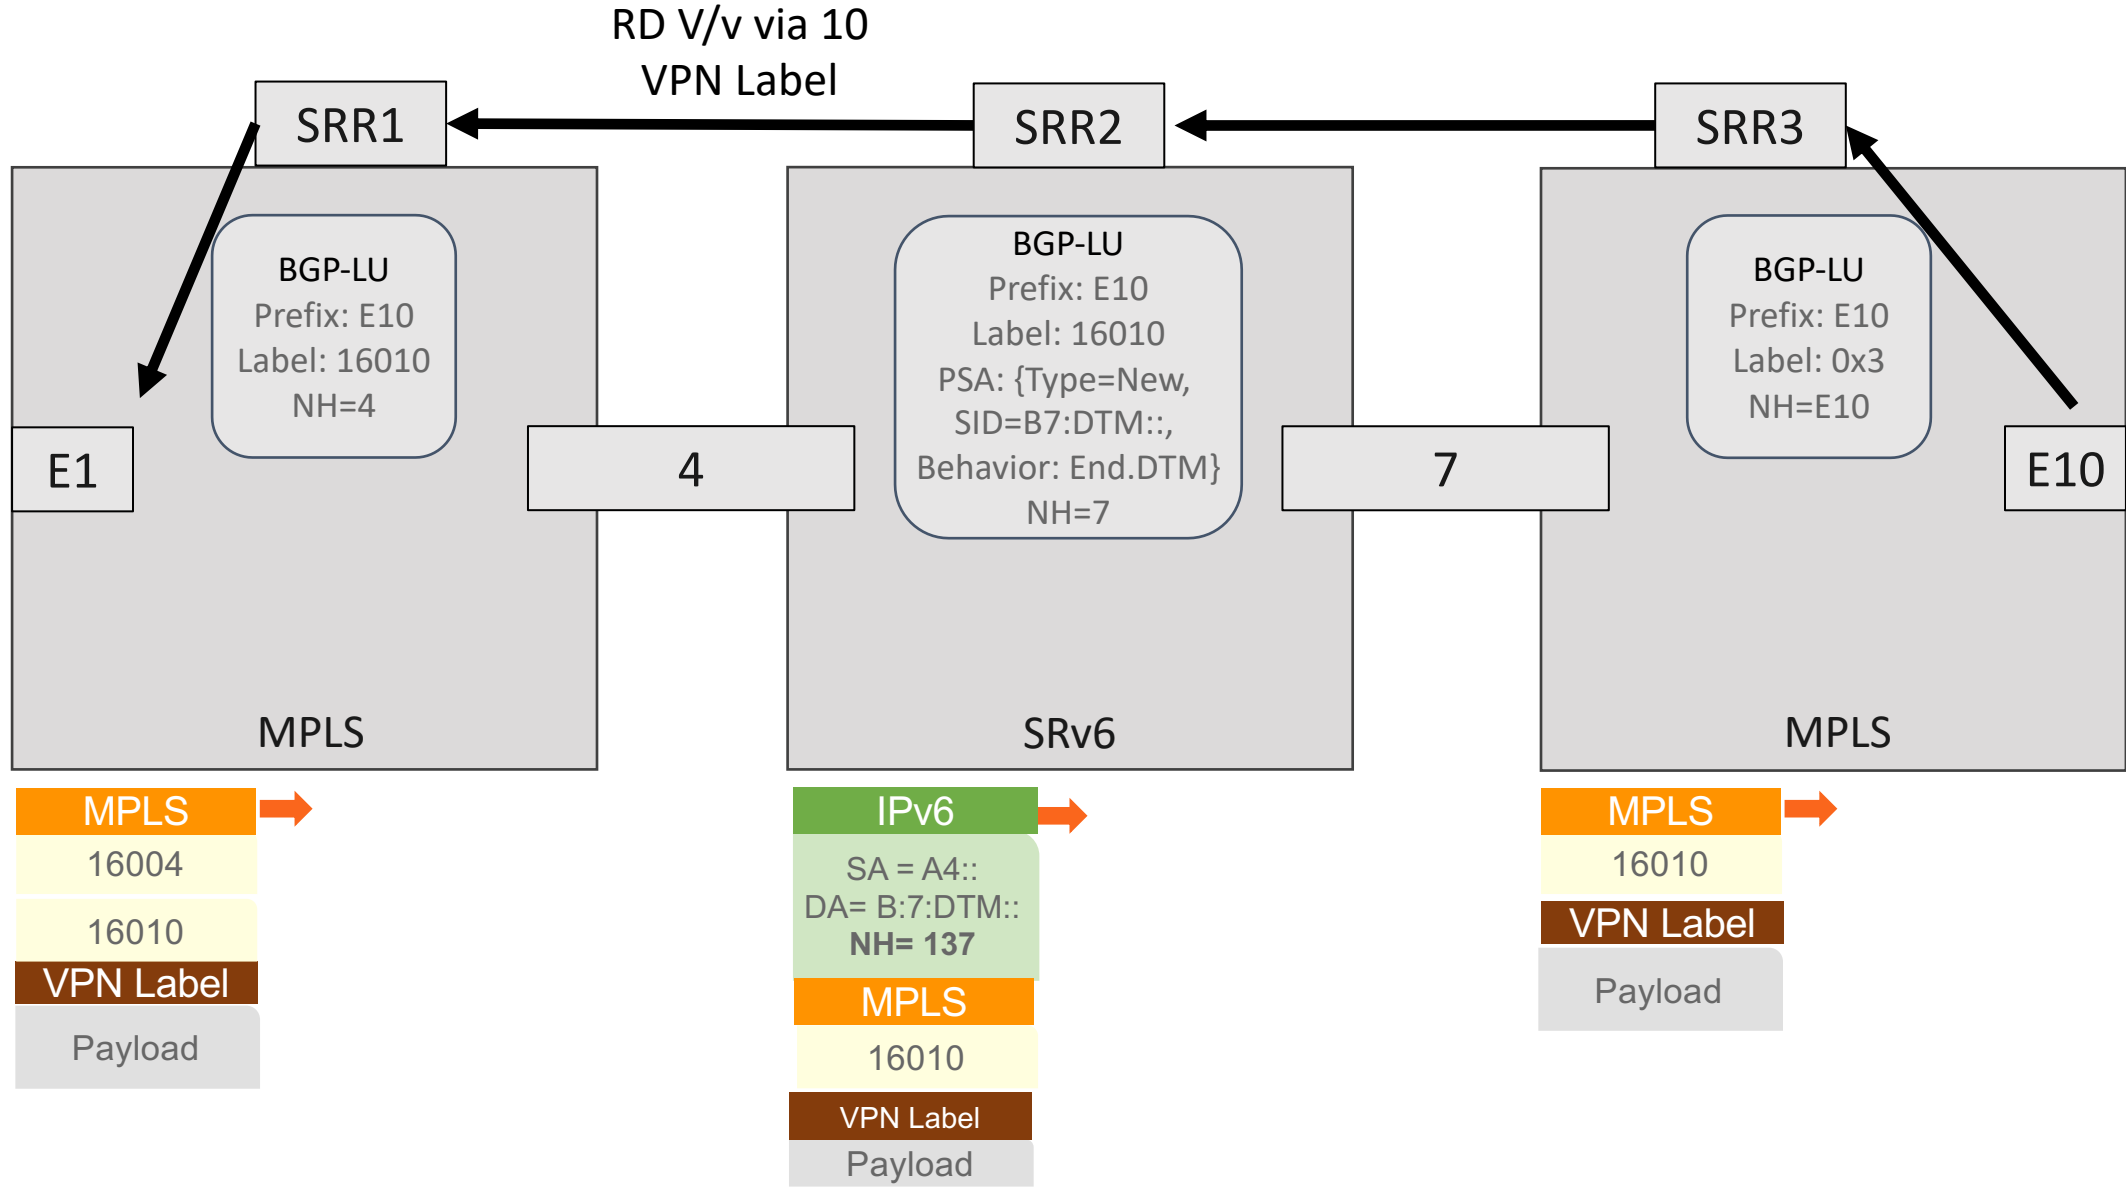 RD V/v via 10
VPN Label
SRR1
SRR2
SRR3
BGP-LU
Prefix: E10
Label: 16010
NH=4
BGP-LU
Prefix: E10
Label: 16010
PSA: {Type=New,
SID=B7:DTM::,
Behavior: End.DTM}
NH=7
BGP-LU
Prefix: E10
Label: 0x3
NH=E10
E1
4
7
E10
MPLS
SRv6
MPLS
MPLS
16004
16010
VPN Label
Payload
IPv6
SA = A4::
DA= B:7:DTM::
NH= 137
MPLS
16010
VPN Label
Payload
MPLS
16010
VPN Label
Payload